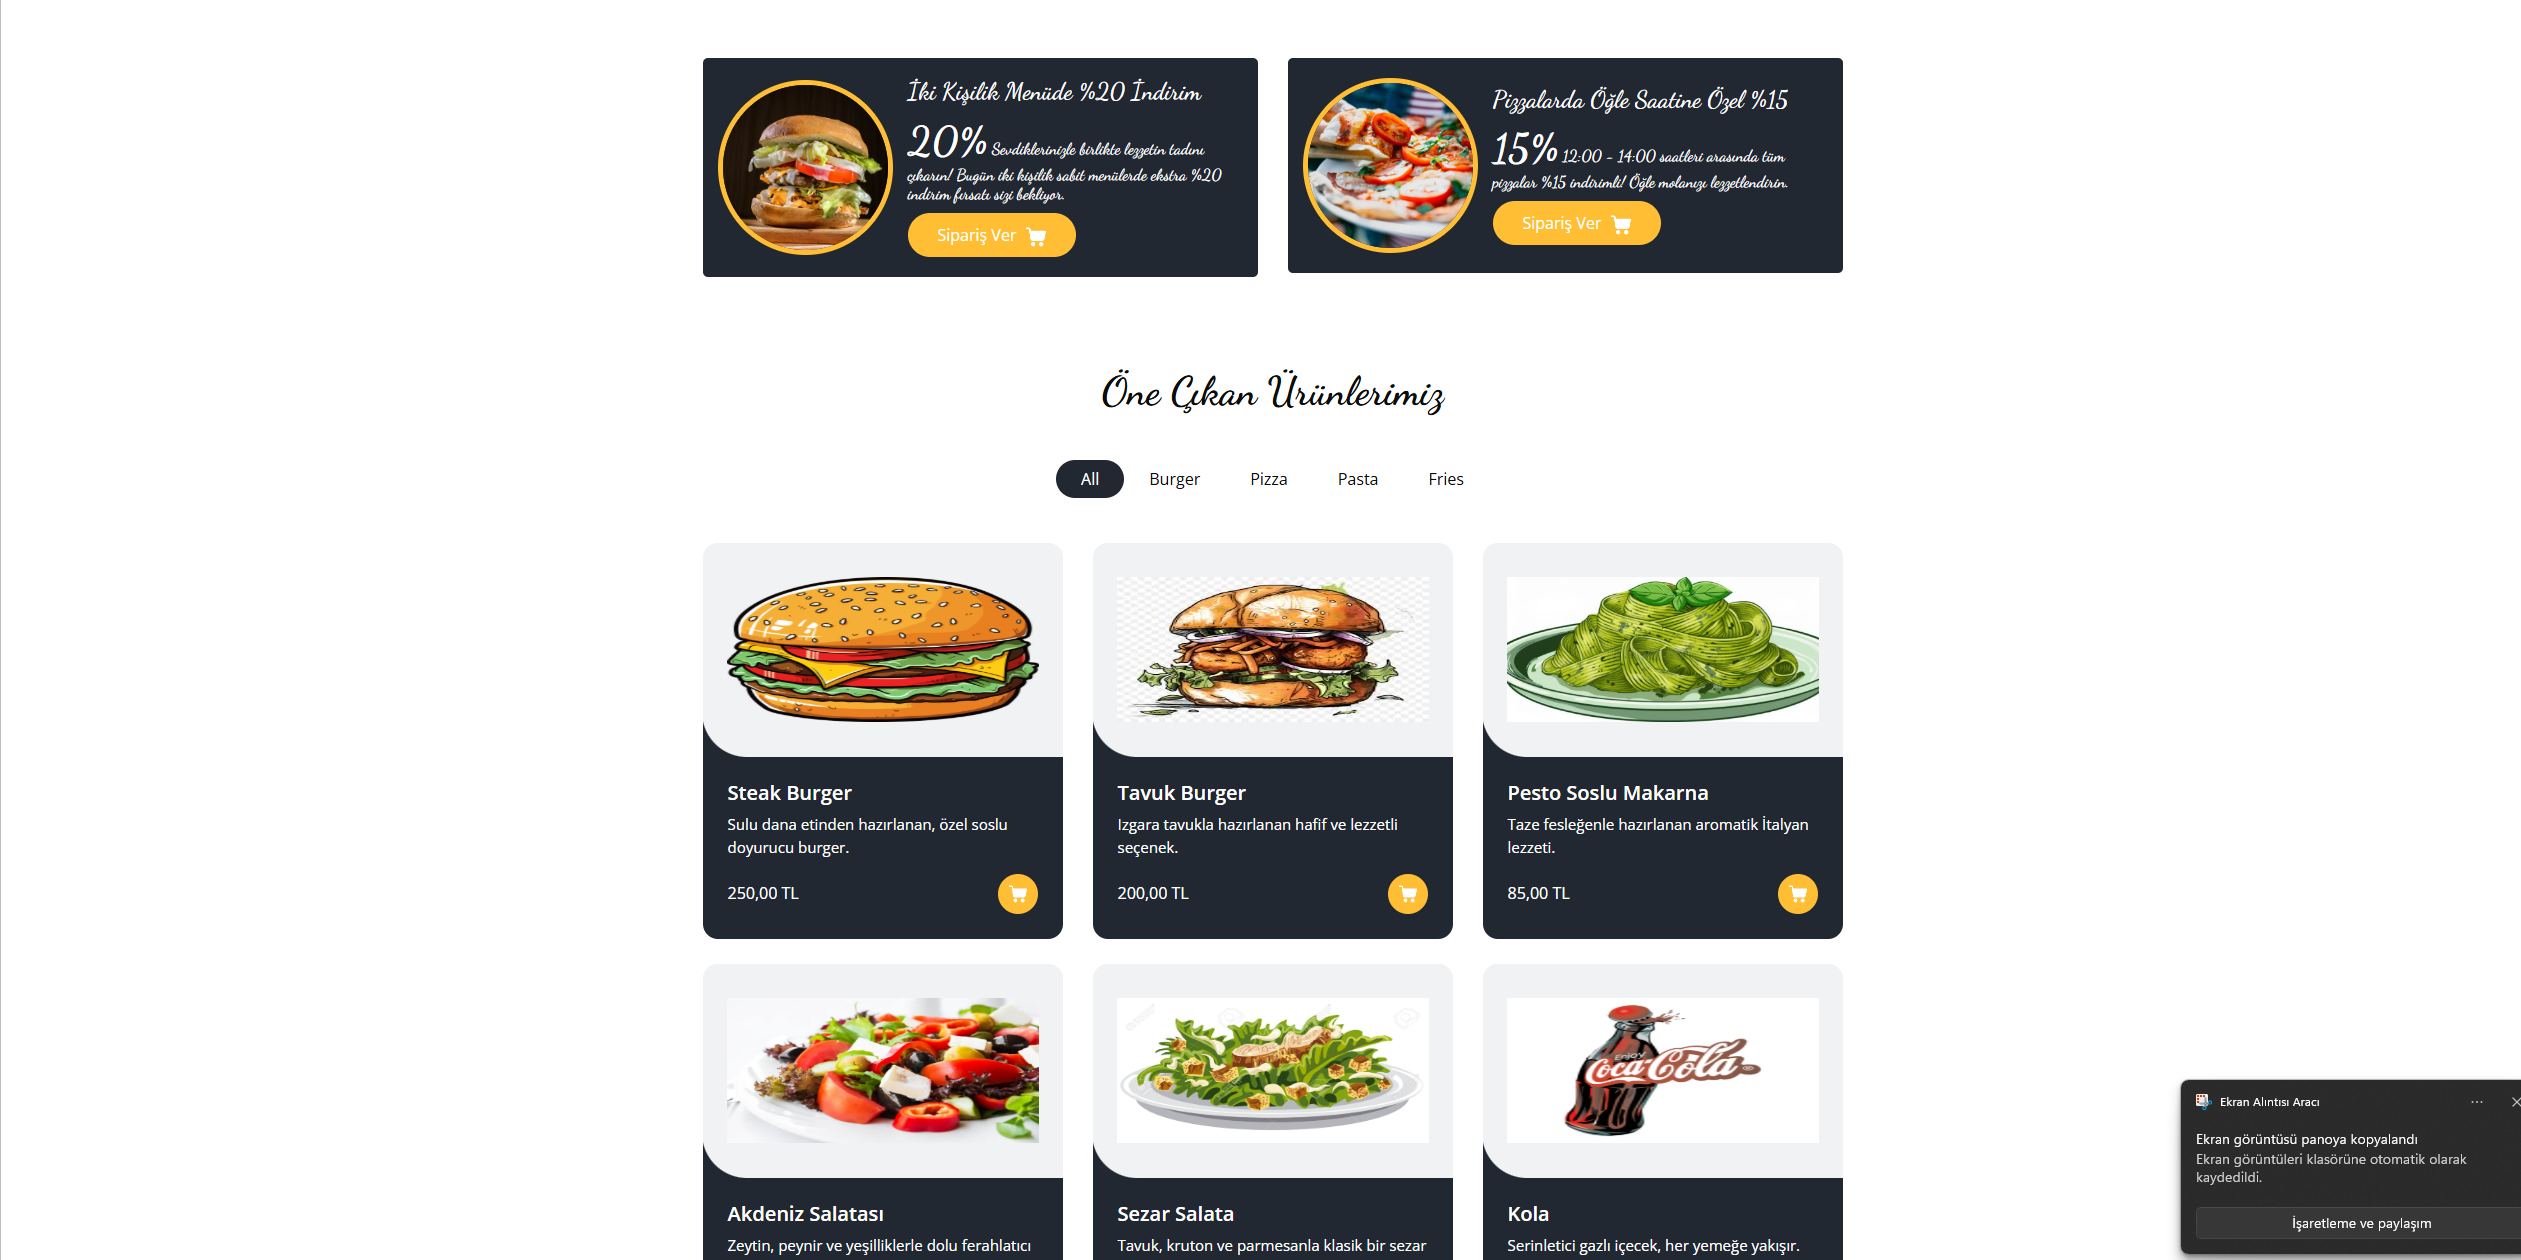 İki Kişilik Menüde %20 İndirim
20% Sevdiklerinizle birlikte lezzetin tadını
çıkarın! Bugün iki kişilik sabit menülerde ekstra %20
indirim fırsatı sizi bekliyor.
Sipariş Ver
Pizzalarda Öğle Saatine Özel %15
15% 12:00 - 14:00 saatleri arasında tüm
pizzalar %15 indirimli! Öğle molanızı lezzetlendirin.
Sipariş Ver
Öne Çıkan Ürünlerimiz
All Burger Pizza Pasta Fries
Steak Burger
Sulu dana etinden hazırlanan, özel soslu
doyurucu burger.
250,00 TL
Tavuk Burger
Izgara tavukla hazırlanan hafif ve lezzetli
seçenek.
200,00 TL
Pesto Soslu Makarna
Taze fesleğenle hazırlanan aromatik İtalyan
lezzeti.
85,00 TL
Akdeniz Salatası
Zeytin, peynir ve yeşilliklerle dolu ferahlatıcı
Sezar Salata
Tavuk, kruton ve parmesanla klasik bir sezar
Enjoy
Coca-Cola
Kola
Serinletici gazlı içecek, her yemeğe yakışır.
Ekran Alıntısı Aracı
Ekran görüntüsü panoya kopyalandı
Ekran görüntüleri klasörüne otomatik olarak
kaydedildi.
İşaretleme ve paylaşım